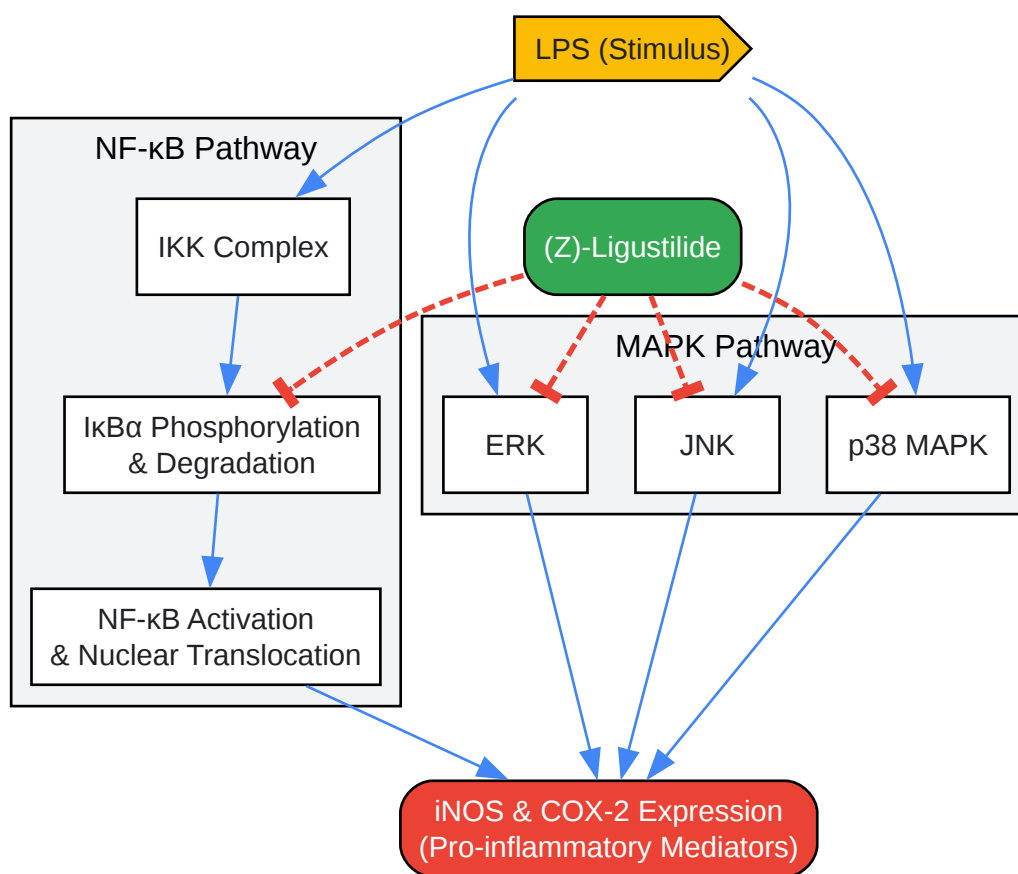 LPS (Stimulus)
NF-κB Pathway
IKK Complex
(Z)-Ligustilide
MAPK Pathway
IκBα Phosphorylation
& Degradation
ERK
JNK
p38 MAPK
NF-κB Activation
& Nuclear Translocation
iNOS & COX-2 Expression
(Pro-inflammatory Mediators)